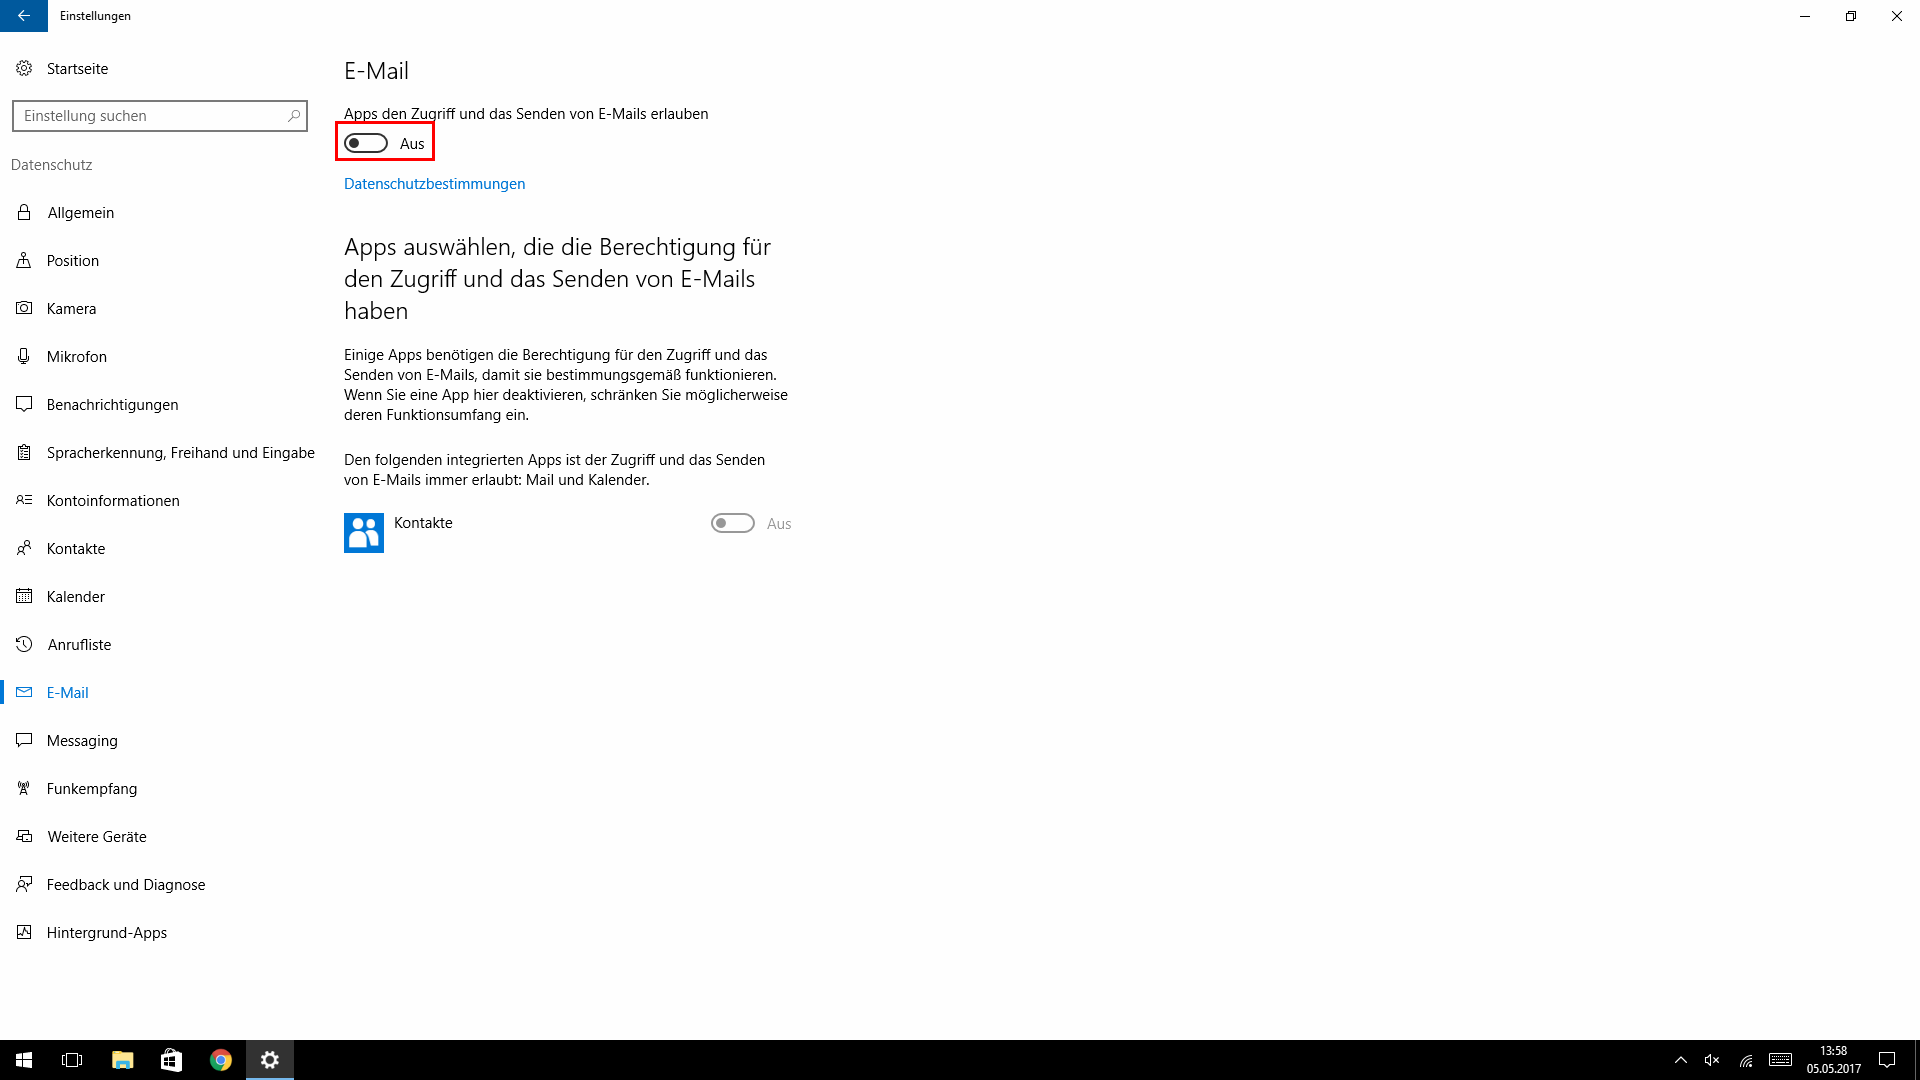 Einstellungen
Startseite
Einstellung suchen
Datenschutz
Allgemein
Position
Kamera
Mikrofon
Benachrichtigungen
Spracherkennung, Freihand und Eingabe
Kontoinformationen
Kontakte
Kalender
Anrufliste
E-Mail
Messaging
Funkempfang
Weitere Geräte
Feedback und Diagnose
Hintergrund-Apps
E-Mail
Apps den Zugriff und das Senden von E-Mails erlauben
Aus
Datenschutzbestimmungen
Apps auswählen, die die Berechtigung für
den Zugriff und das Senden von E-Mails
haben
Einige Apps benötigen die Berechtigung für den Zugriff und das
Senden von E-Mails, damit sie bestimmungsgemäß funktionieren.
Wenn Sie eine App hier deaktivieren, schränken Sie möglicherweise
deren Funktionsumfang ein.
Den folgenden integrierten Apps ist der Zugriff und das Senden
von E-Mails immer erlaubt: Mail und Kalender.
Kontakte Aus
13:58
05.05.2017